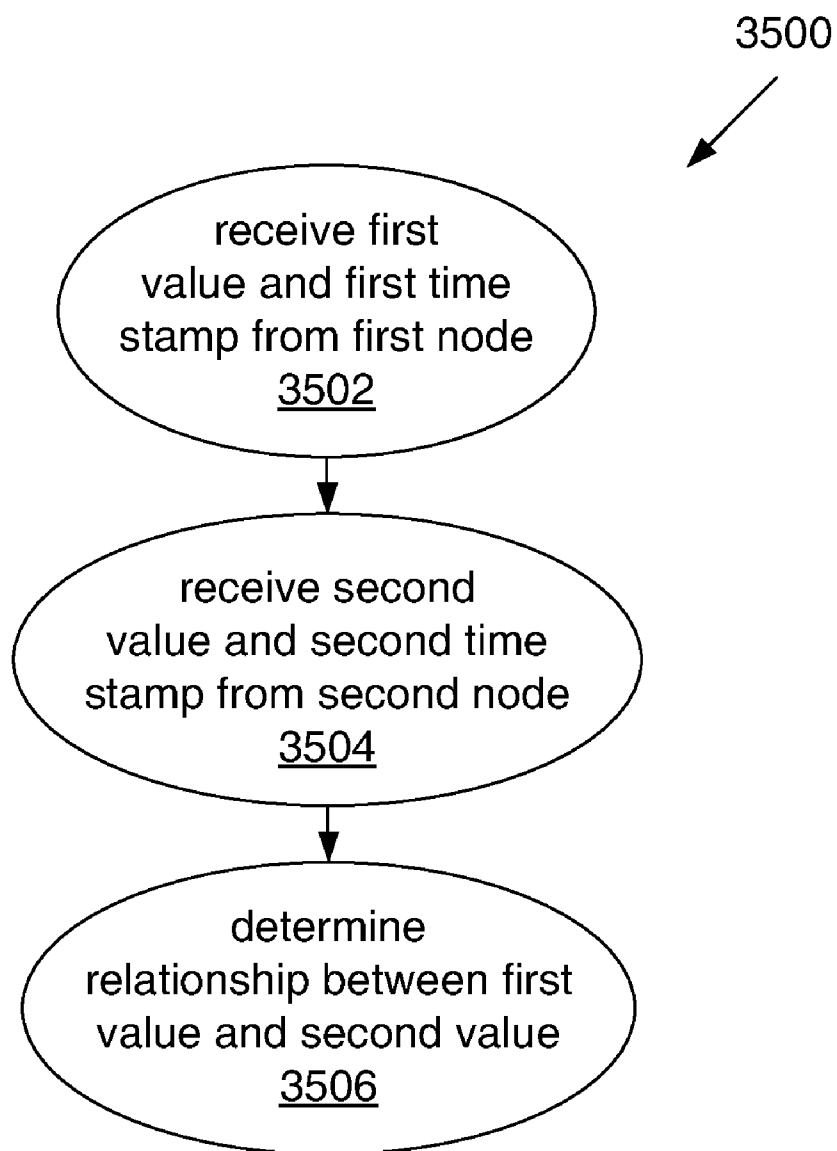 3500
receive first
value and first time
stamp from first node
3502
receive second
value and second time
stamp from second node
3504
determine
relationship between first
value and second value
3506